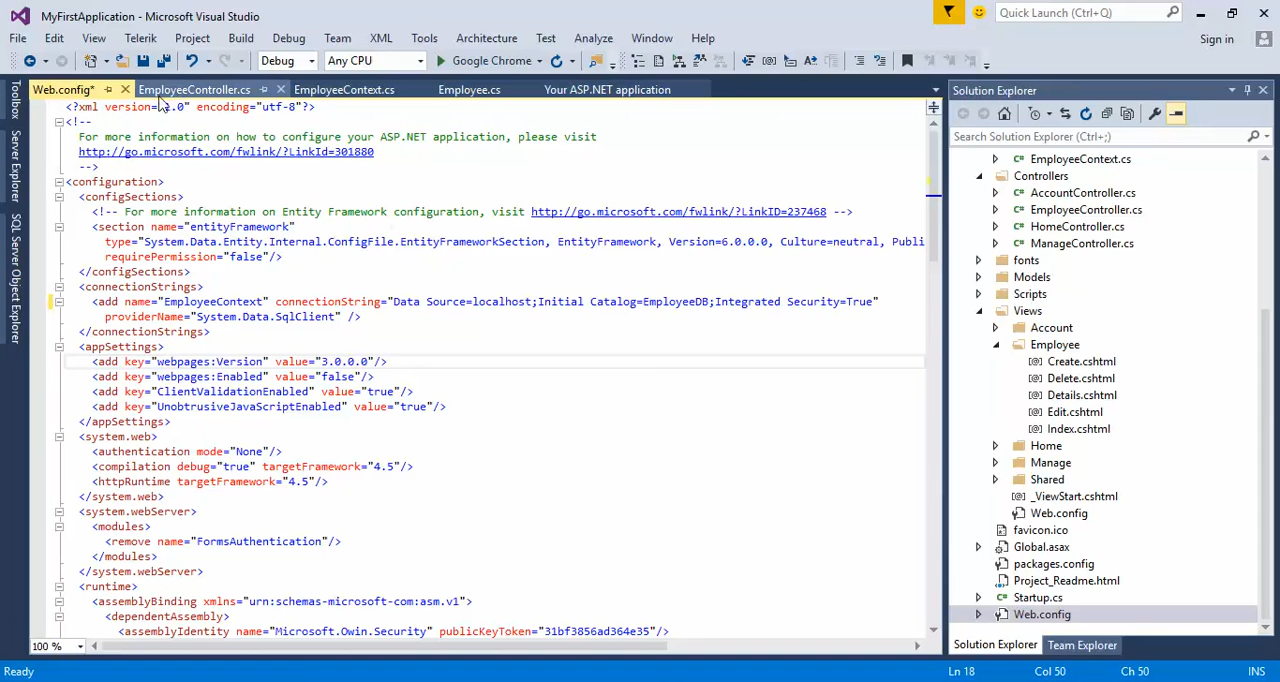 MyFirstApplication - Microsoft Visual Studio
Quick Launch (Ctrl+Q)
File Edit View Telerik Project Build Debug Team XML Tools Architecture Test Analyze Window Help
Sign in
Debug Any CPU Google Chrome
Web.config* EmployeeController.cs EmployeeContext.cs Employee.cs Your ASP.NET application
Toolbox
Server Explorer
SQL Server Object Explorer
<?xml version="1.0" encoding="utf-8"?>
<!--
For more information on how to configure your ASP.NET application, please visit
http://go.microsoft.com/fwlink/?LinkId=301880
-->
<configuration>
<configSections>
<!-- For more information on Entity Framework configuration, visit http://go.microsoft.com/fwlink/?LinkID=237468 -->
<section name="entityFramework"
type="System.Data.Entity.Internal.ConfigFile.EntityFrameworkSection, EntityFramework, Version=6.0.0.0, Culture=neutral, Publi
requirePermission="false"/>
</configSections>
<connectionStrings>
<add name="EmployeeContext" connectionString="Data Source=localhost;Initial Catalog=EmployeeDB;Integrated Security=True"
providerName="System.Data.SqlClient" />
</connectionStrings>
<appSettings>
<add key="webpages:Version" value="3.0.0.0"/>
<add key="webpages:Enabled" value="false"/>
<add key="ClientValidationEnabled" value="true"/>
<add key="UnobtrusiveJavaScriptEnabled" value="true"/>
</appSettings>
<system.web>
<authentication mode="None"/>
<compilation debug="true" targetFramework="4.5"/>
<httpRuntime targetFramework="4.5"/>
</system.web>
<system.webServer>
<modules>
<remove name="FormsAuthentication"/>
</modules>
</system.webServer>
<runtime>
<assemblyBinding xmlns="urn:schemas-microsoft-com:asm.v1">
<dependentAssembly>
<assemblyIdentity name="Microsoft.Owin.Security" publicKeyToken="31bf3856ad364e35"/>
100 %
Solution Explorer
Search Solution Explorer (Ctrl+;)
C# EmployeeContext.cs
Controllers
C# AccountController.cs
C# EmployeeController.cs
C# HomeController.cs
C# ManageController.cs
fonts
Models
Scripts
Views
Account
Employee
[@] Create.cshtml
[@] Delete.cshtml
[@] Details.cshtml
[@] Edit.cshtml
[@] Index.cshtml
Home
Manage
Shared
[@] _ViewStart.cshtml
Web.config
favicon.ico
Global.asax
packages.config
Project_Readme.html
C# Startup.cs
Web.config
Solution Explorer Team Explorer
Ready Ln 18 Col 50 Ch 50 INS